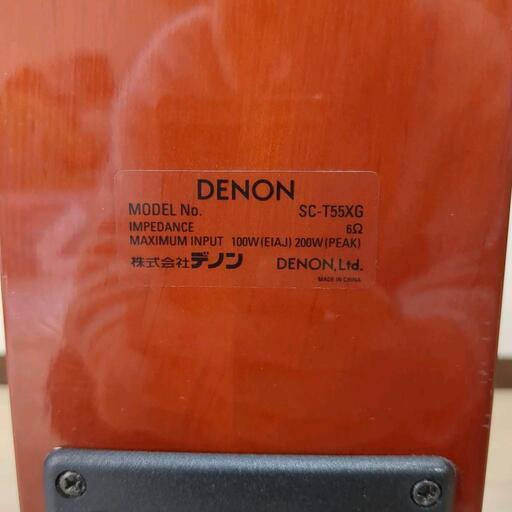 DENON
MODEL No. SC-T55XG
IMPEDANCE 6Ω
MAXIMUM INPUT 100W(EIAJ) 200W(PEAK)
株式会社デノン DENON, Ltd.
MADE IN CHINA